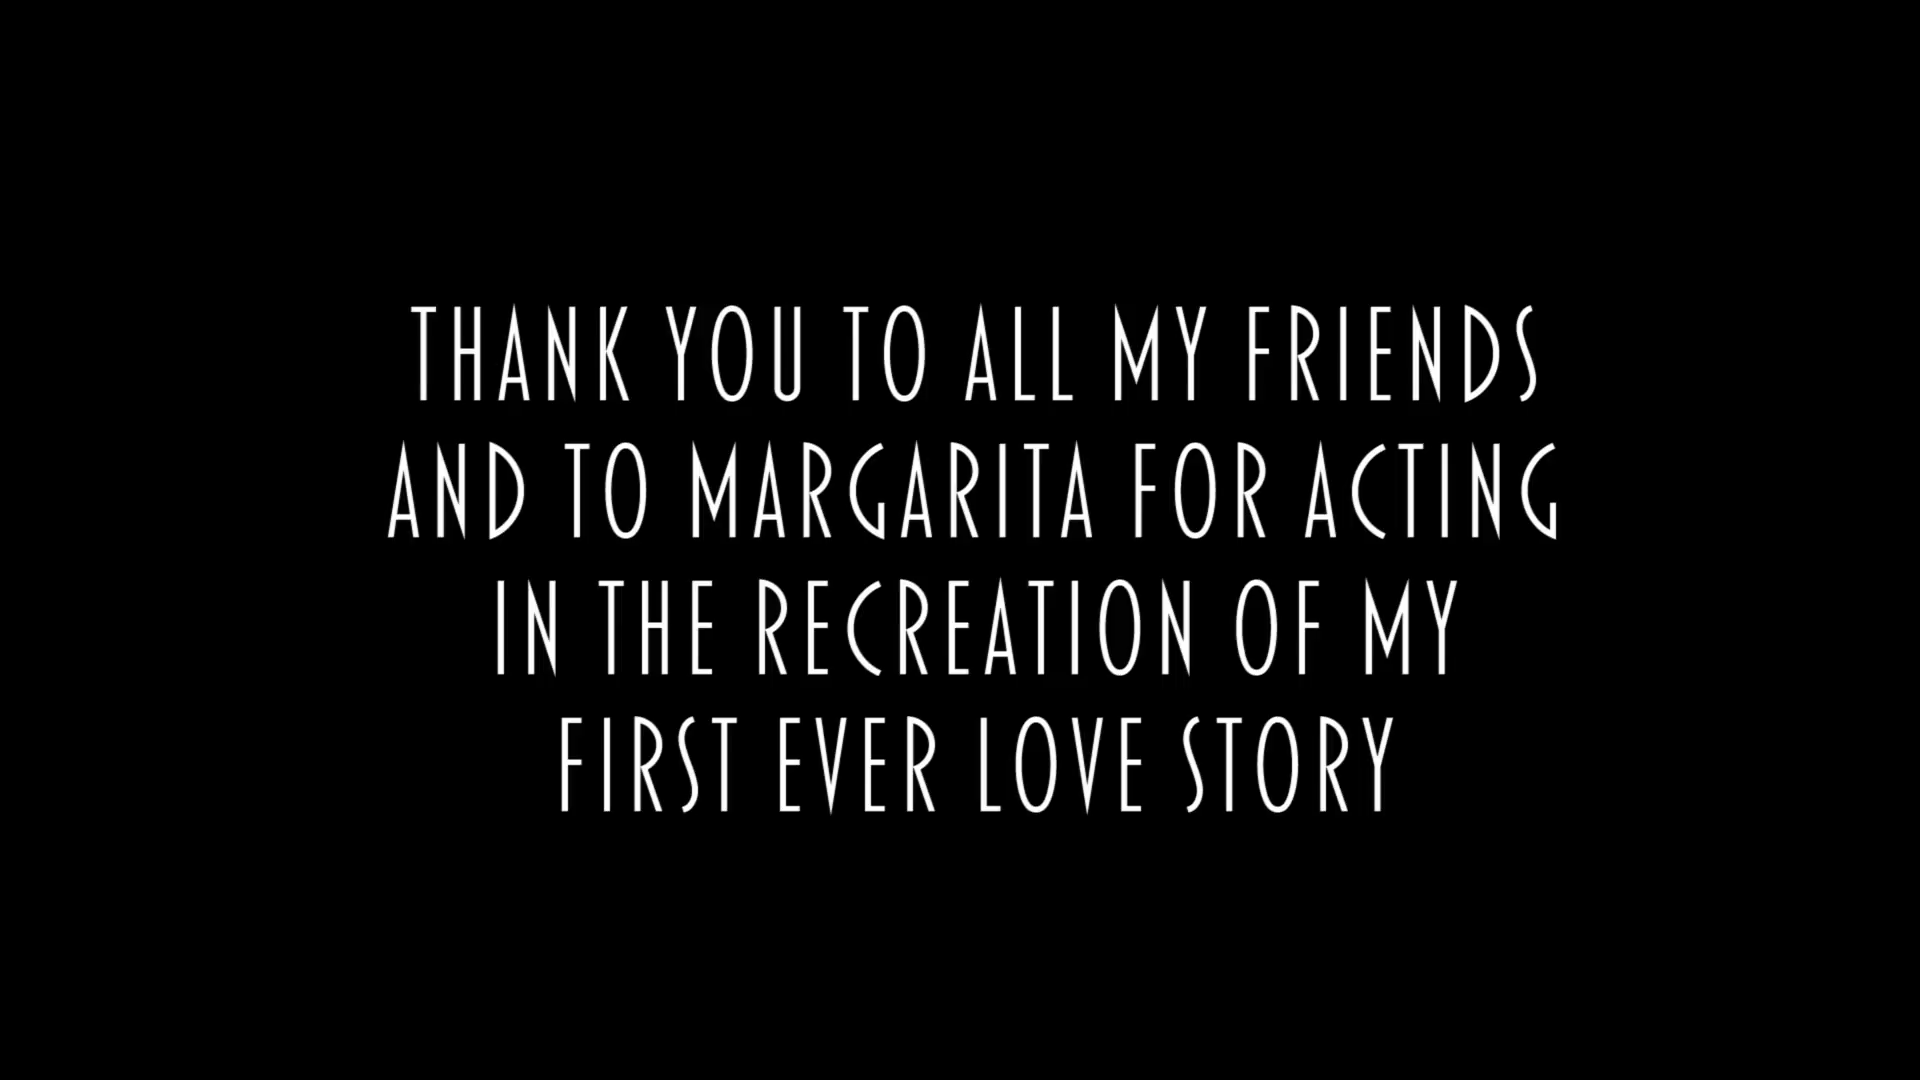 THANK YOU TO ALL MY FRIENDS
AND TO MARGARITA FOR ACTING
IN THE RECREATION OF MY
FIRST EVER LOVE STORY